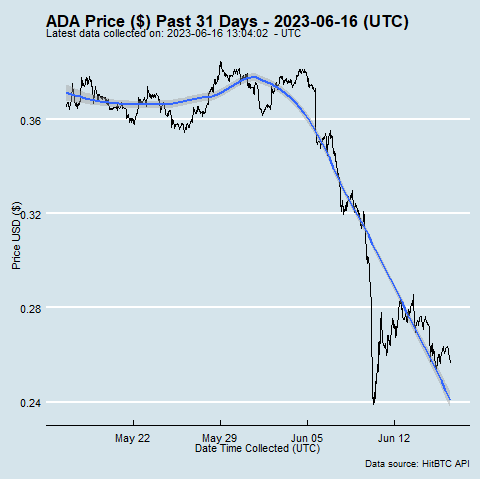 ADA Price ($) Past 31 Days - 2023-06-16 (UTC)
Latest data collected on: 2023-06-16 13:04:02  - UTC
Price USD ($)
0.36
0.32
0.28
0.24
May 22
May 29
Jun 05
Jun 12
Date Time Collected (UTC)
Data source: HitBTC API